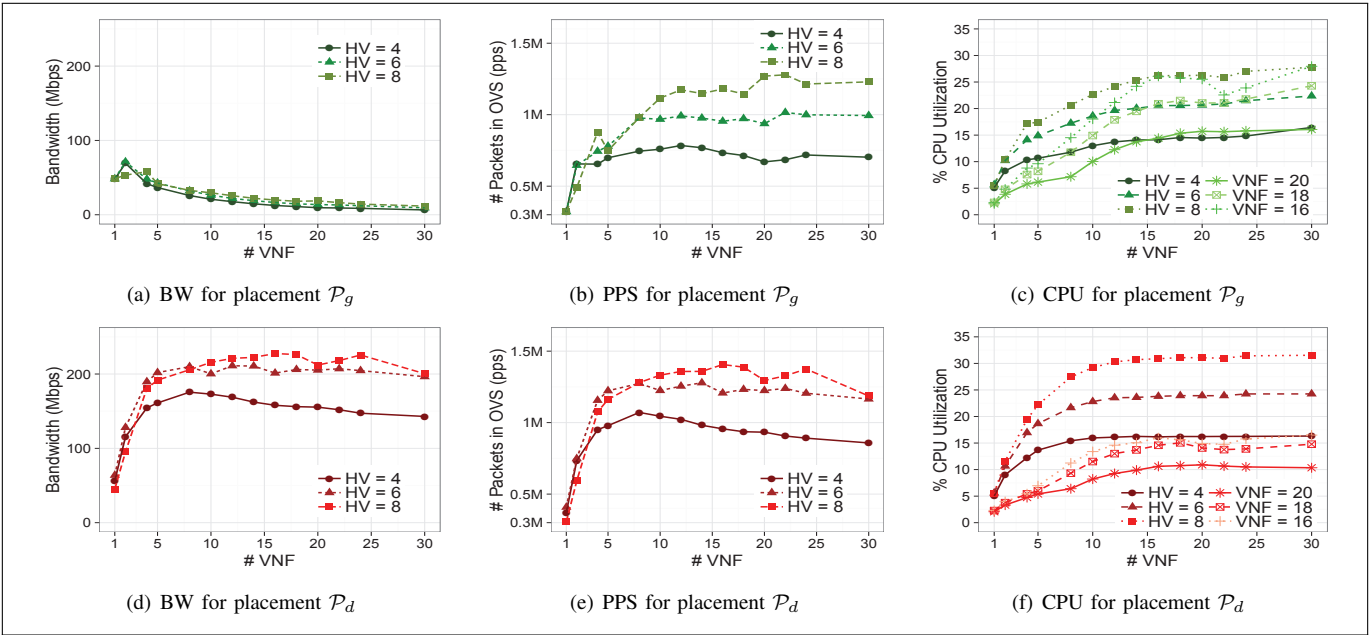 200
100
0
Bandwidth (Mbps)
HV = 4
HV = 6
HV = 8
1 5 10 15 20 25 30
# VNF
(a) BW for placement 𝒫g
1.5M
1M
0.5M
0.3M
# Packets in OVS (pps)
HV = 4
HV = 6
HV = 8
1 5 10 15 20 25 30
# VNF
(b) PPS for placement 𝒫g
35
30
25
20
15
10
5
0
% CPU Utilization
HV = 4 VNF = 20
HV = 6 VNF = 18
HV = 8 VNF = 16
1 5 10 15 20 25 30
# VNF
(c) CPU for placement 𝒫g
200
100
0
Bandwidth (Mbps)
HV = 4
HV = 6
HV = 8
1 5 10 15 20 25 30
# VNF
(d) BW for placement 𝒫d
1.5M
1M
0.5M
0.3M
# Packets in OVS (pps)
HV = 4
HV = 6
HV = 8
1 5 10 15 20 25 30
# VNF
(e) PPS for placement 𝒫d
35
30
25
20
15
10
5
0
% CPU Utilization
HV = 4 VNF = 20
HV = 6 VNF = 18
HV = 8 VNF = 16
1 5 10 15 20 25 30
# VNF
(f) CPU for placement 𝒫d